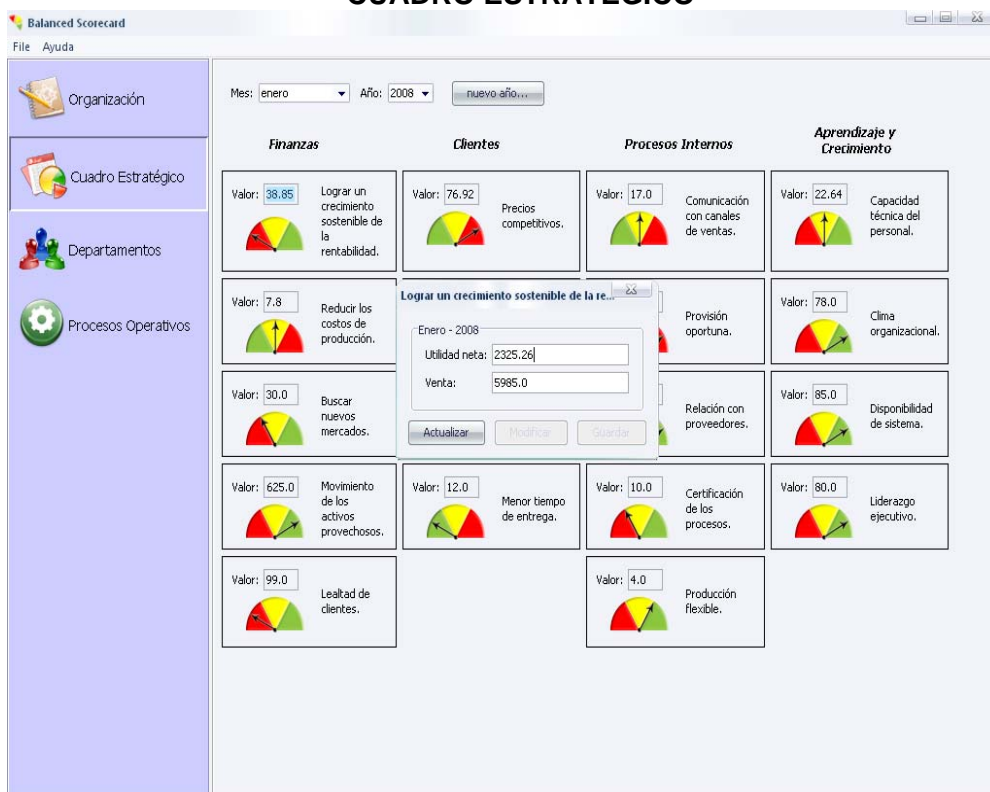 CUADRO ESTRATÉGICO
Balanced Scorecard
File Ayuda
Organización
Cuadro Estratégico
Departamentos
Procesos Operativos
Mes: enero Año: 2008 nuevo año...
Finanzas
Valor: 38.85
Lograr un
crecimiento
sostenible de
la
rentabilidad.
Valor: 7.8
Reducir los
costos de
producción.
Valor: 30.0
Buscar
nuevos
mercados.
Valor: 625.0
Movimiento
de los
activos
provechosos.
Valor: 99.0
Lealtad de
clientes.
Clientes
Valor: 76.92
Precios
competitivos.
Valor: 12.0
Menor tiempo
de entrega.
Procesos Internos
Valor: 17.0
Comunicación
con canales
de ventas.
Provisión
oportuna.
Relación con
proveedores.
Valor: 10.0
Certificación
de los
procesos.
Valor: 4.0
Producción
flexible.
Aprendizaje y
Crecimiento
Valor: 22.64
Capacidad
técnica del
personal.
Valor: 78.0
Clima
organizacional.
Valor: 85.0
Disponibilidad
de sistema.
Valor: 80.0
Liderazgo
ejecutivo.
Lograr un crecimiento sostenible de la re...
Enero - 2008
Utilidad neta: 2325.26
Venta: 5985.0
Actualizar Modificar Guardar